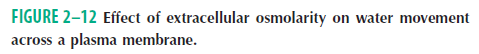 FIGURE 2–12 Effect of extracellular osmolarity on water movement
across a plasma membrane.